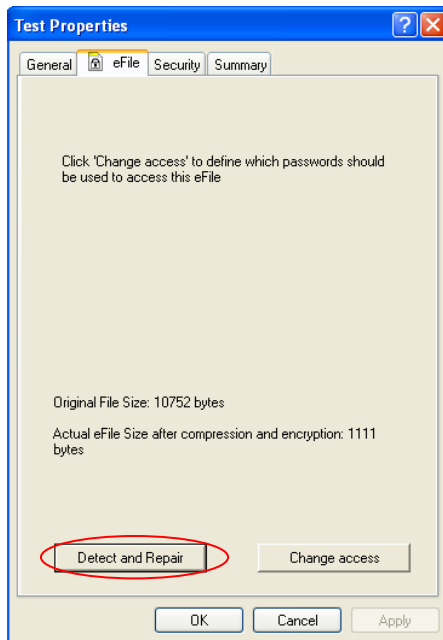 Test Properties
General eFile Security Summary
Click 'Change access' to define which passwords should
be used to access this eFile
Original File Size: 10752 bytes
Actual eFile Size after compression and encryption: 1111
bytes
Detect and Repair Change access
OK Cancel Apply